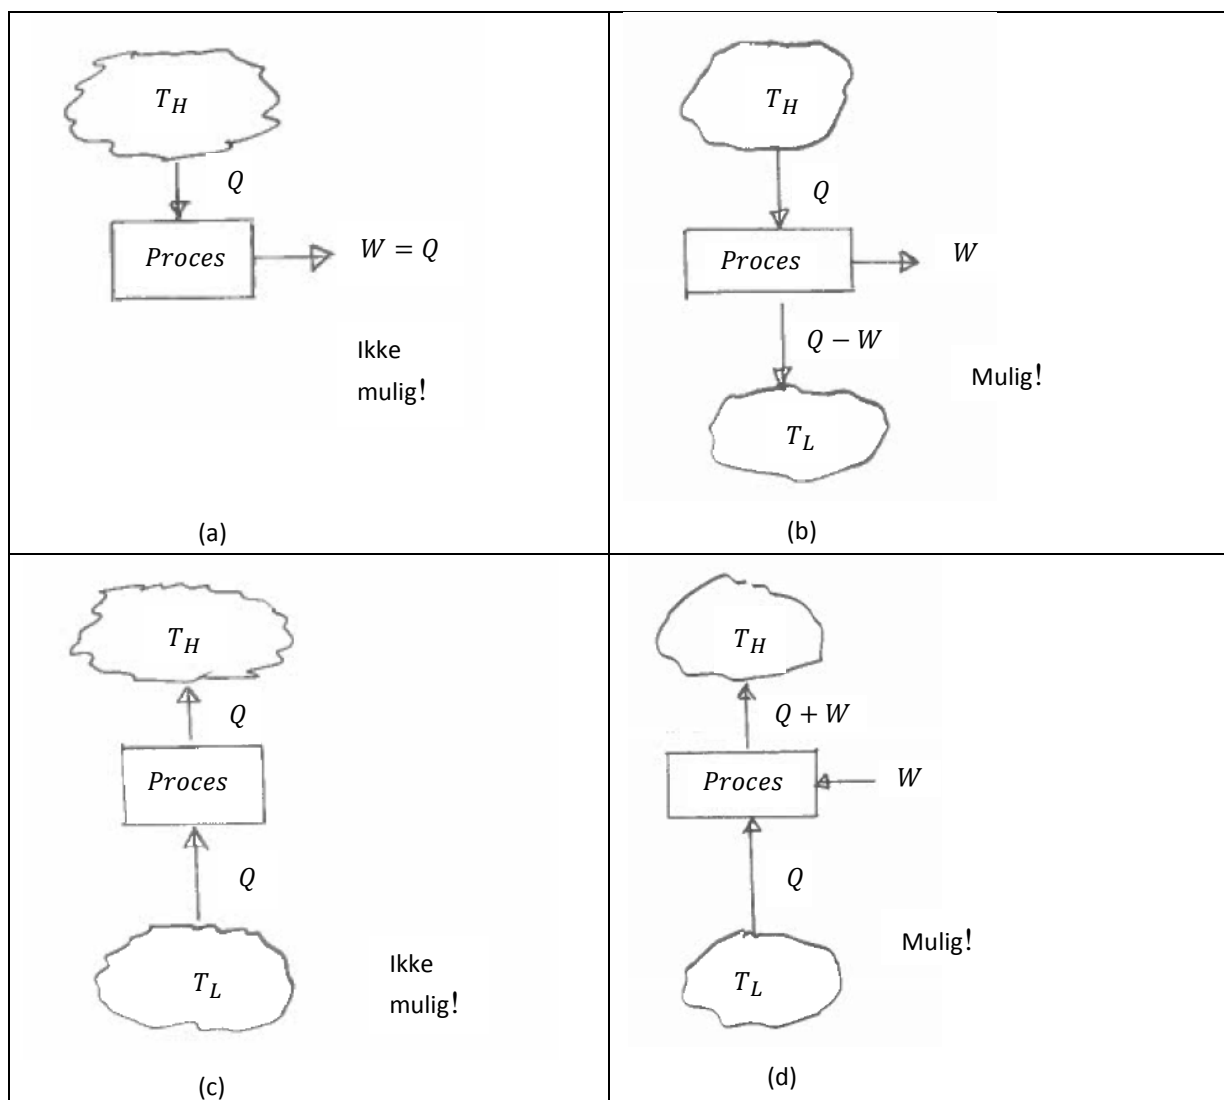 T_H
Q
Proces
W = Q
Ikke
mulig!
(a)
T_H
Q
Proces
W
Q − W
Mulig!
T_L
(b)
T_H
Q
Proces
Q
T_L
Ikke
mulig!
(c)
T_H
Q + W
Proces
W
Q
Mulig!
T_L
(d)